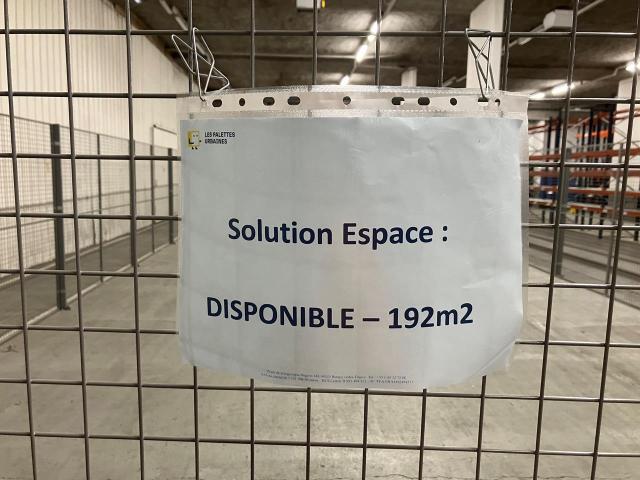 LES PALETTES
URBAINES
Solution Espace :
DISPONIBLE – 192m2